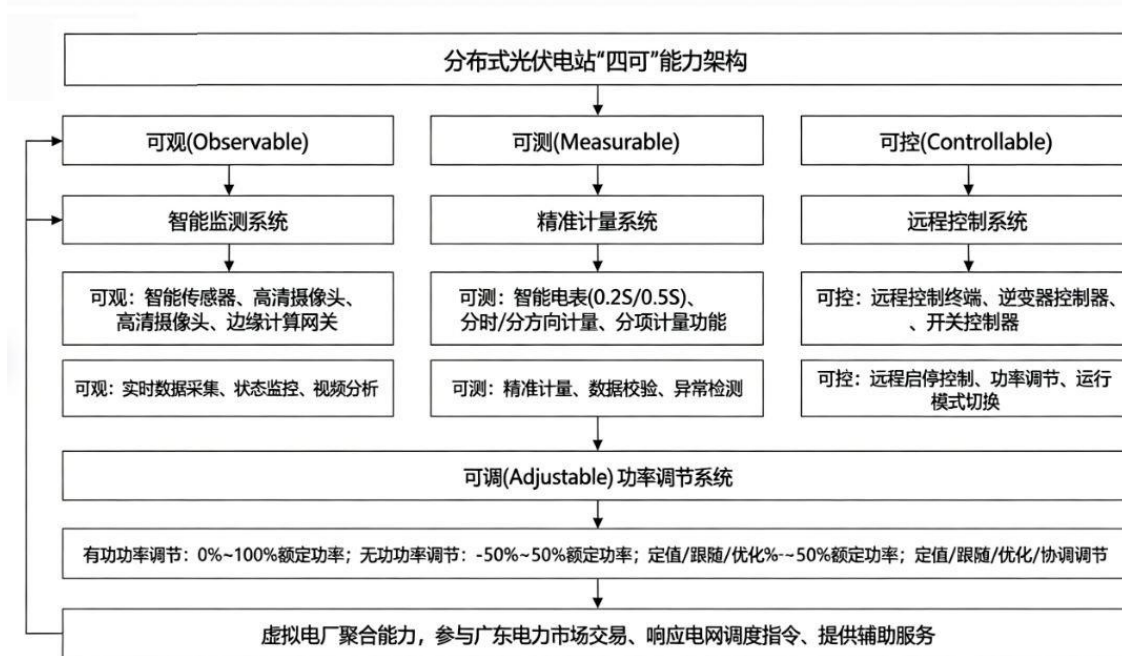 分布式光伏电站“四可”能力架构
可观(Observable)
可测(Measurable)
可控(Controllable)
智能监测系统
精准计量系统
远程控制系统
可观：智能传感器、高清摄像头、
高清摄像头、边缘计算网关
可测：智能电表(0.2S/0.5S)、
分时/分方向计量、分项计量功能
可控：远程控制终端、逆变器控制器、
、开关控制器
可观：实时数据采集、状态监控、视频分析
可测：精准计量、数据校验、异常检测
可控：远程启停控制、功率调节、运行
模式切换
可调(Adjustable) 功率调节系统
有功功率调节：0%~100%额定功率；无功功率调节：-50%~50%额定功率；定值/跟随/优化%-~50%额定功率；定值/跟随/优化/协调调节
虚拟电厂聚合能力，参与广东电力市场交易、响应电网调度指令、提供辅助服务